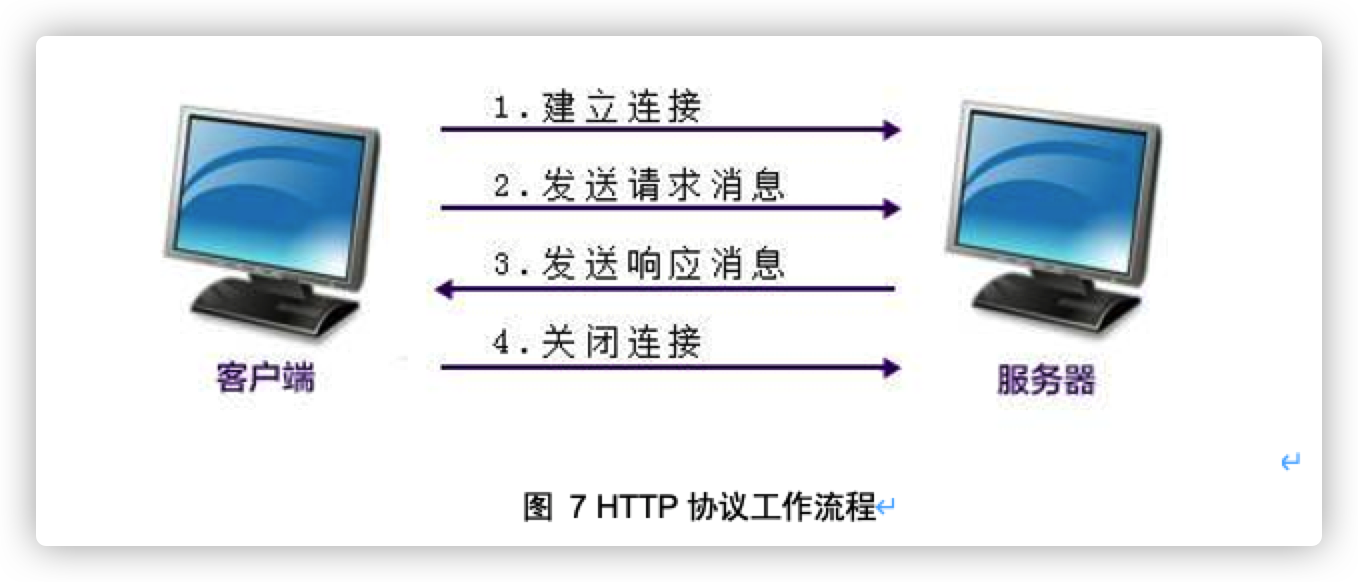 1.建立连接
2.发送请求消息
3.发送响应消息
4.关闭连接
客户端
服务器
图 7 HTTP 协议工作流程